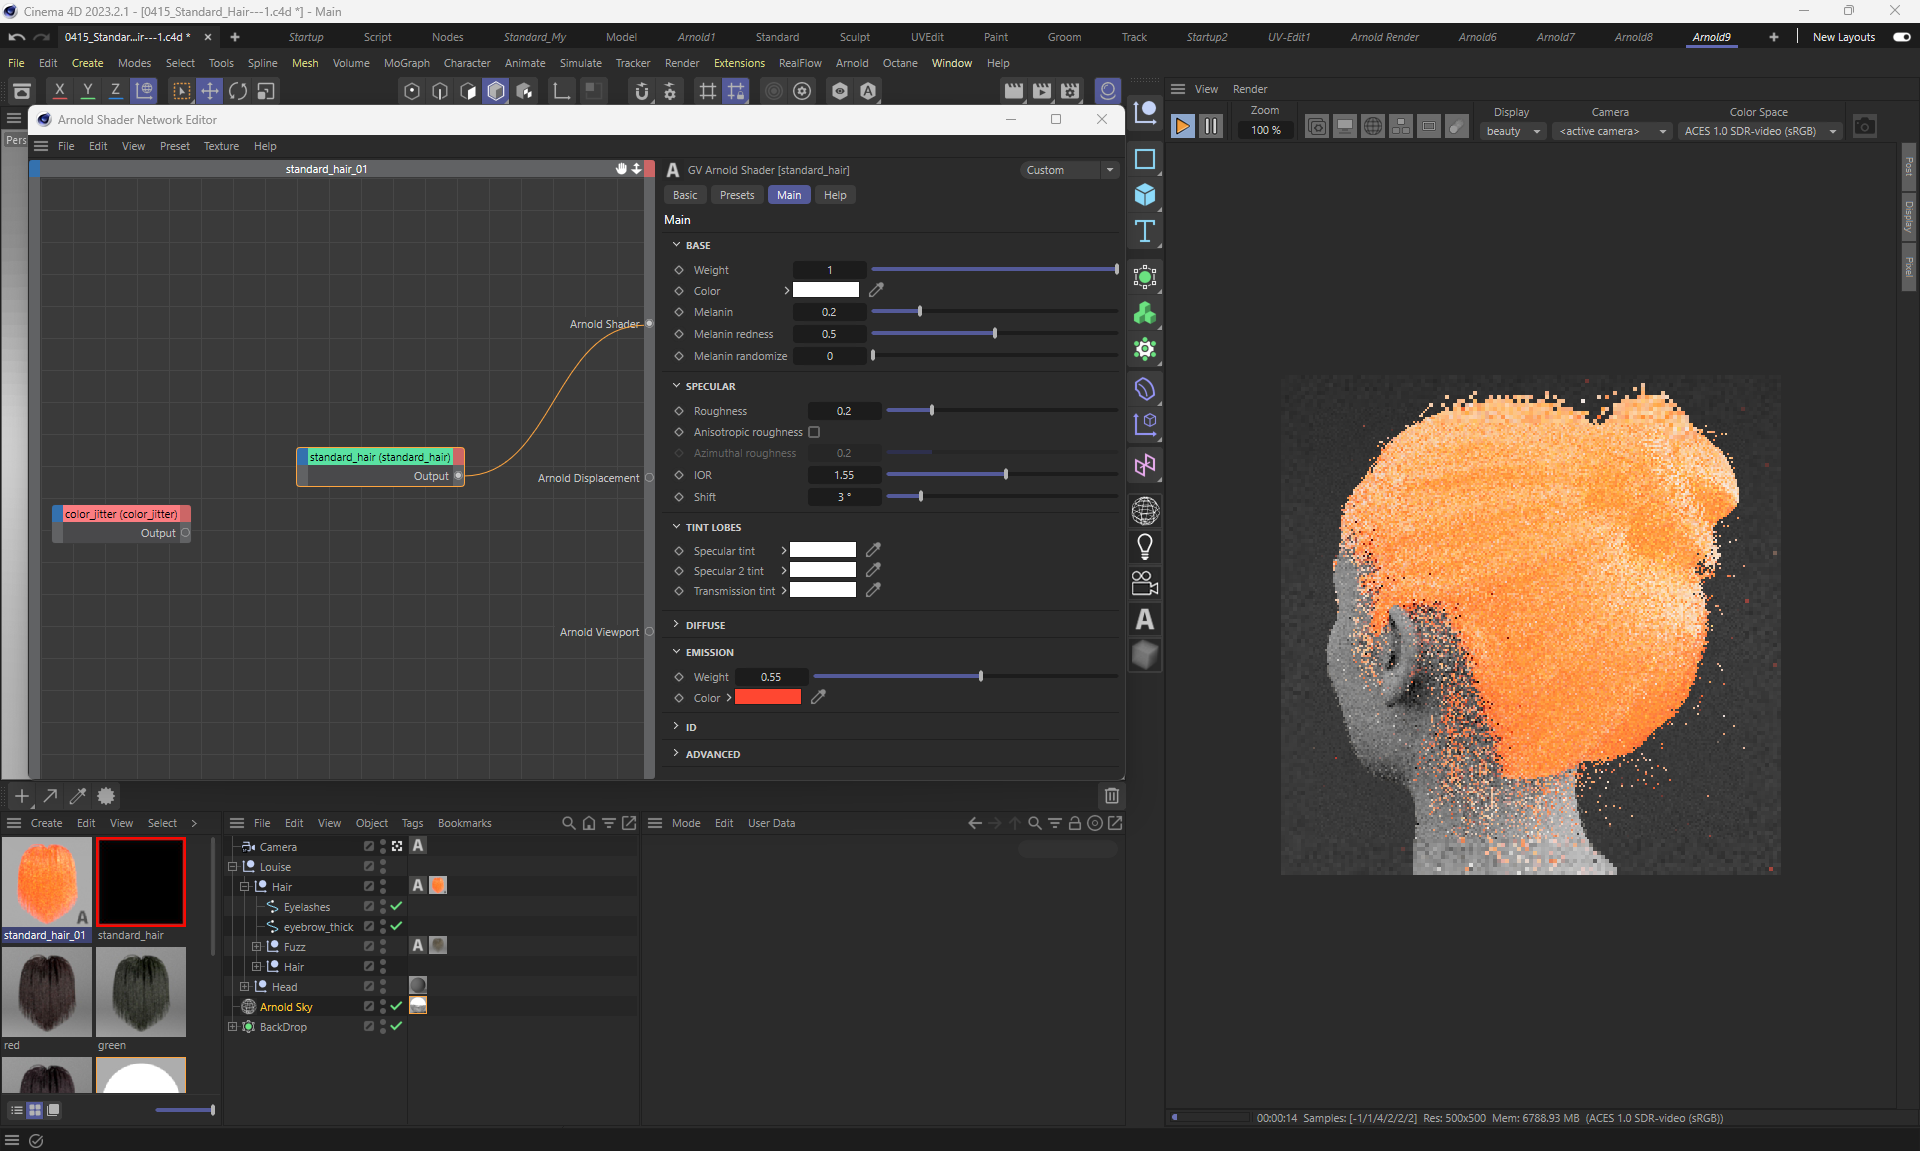 Cinema 4D 2023.2.1 - [0415_Standard_Hair---1.c4d *] - Main
0415_Standar...ir---1.c4d * Startup Script Nodes Standard_My Model Arnold1 Standard Sculpt UVEdit Paint Groom Track Startup2 UV-Edit1 Arnold Render Arnold6 Arnold7 Arnold8 Arnold9 New Layouts
File Edit Create Modes Select Tools Spline Mesh Volume MoGraph Character Animate Simulate Tracker Render Extensions RealFlow Arnold Octane Window Help
X Y Z
View Render
Pers
Arnold Shader Network Editor
File Edit View Preset Texture Help
standard_hair_01
Arnold Shader
standard_hair (standard_hair)
Output
Arnold Displacement
color_jitter (color_jitter)
Output
Arnold Viewport
GV Arnold Shader [standard_hair]
Custom
Basic Presets Main Help
Main
BASE
Weight 1
Color
Melanin 0.2
Melanin redness 0.5
Melanin randomize 0
SPECULAR
Roughness 0.2
Anisotropic roughness
Azimuthal roughness 0.2
IOR 1.55
Shift 3 °
TINT LOBES
Specular tint
Specular 2 tint
Transmission tint
DIFFUSE
EMISSION
Weight 0.55
Color
ID
ADVANCED
Zoom
100 %
Display
beauty
Camera
<active camera>
Color Space
ACES 1.0 SDR-video (sRGB)
Post
Display
Pixel
Create Edit View Select
standard_hair_01
standard_hair
red
green
File Edit View Object Tags Bookmarks
Camera
Louise
Hair
Eyelashes
eyebrow_thick
Fuzz
Hair
Head
Arnold Sky
BackDrop
Mode Edit User Data
00:00:14 Samples: [-1/1/4/2/2/2] Res: 500x500 Mem: 6788.93 MB (ACES 1.0 SDR-video (sRGB))